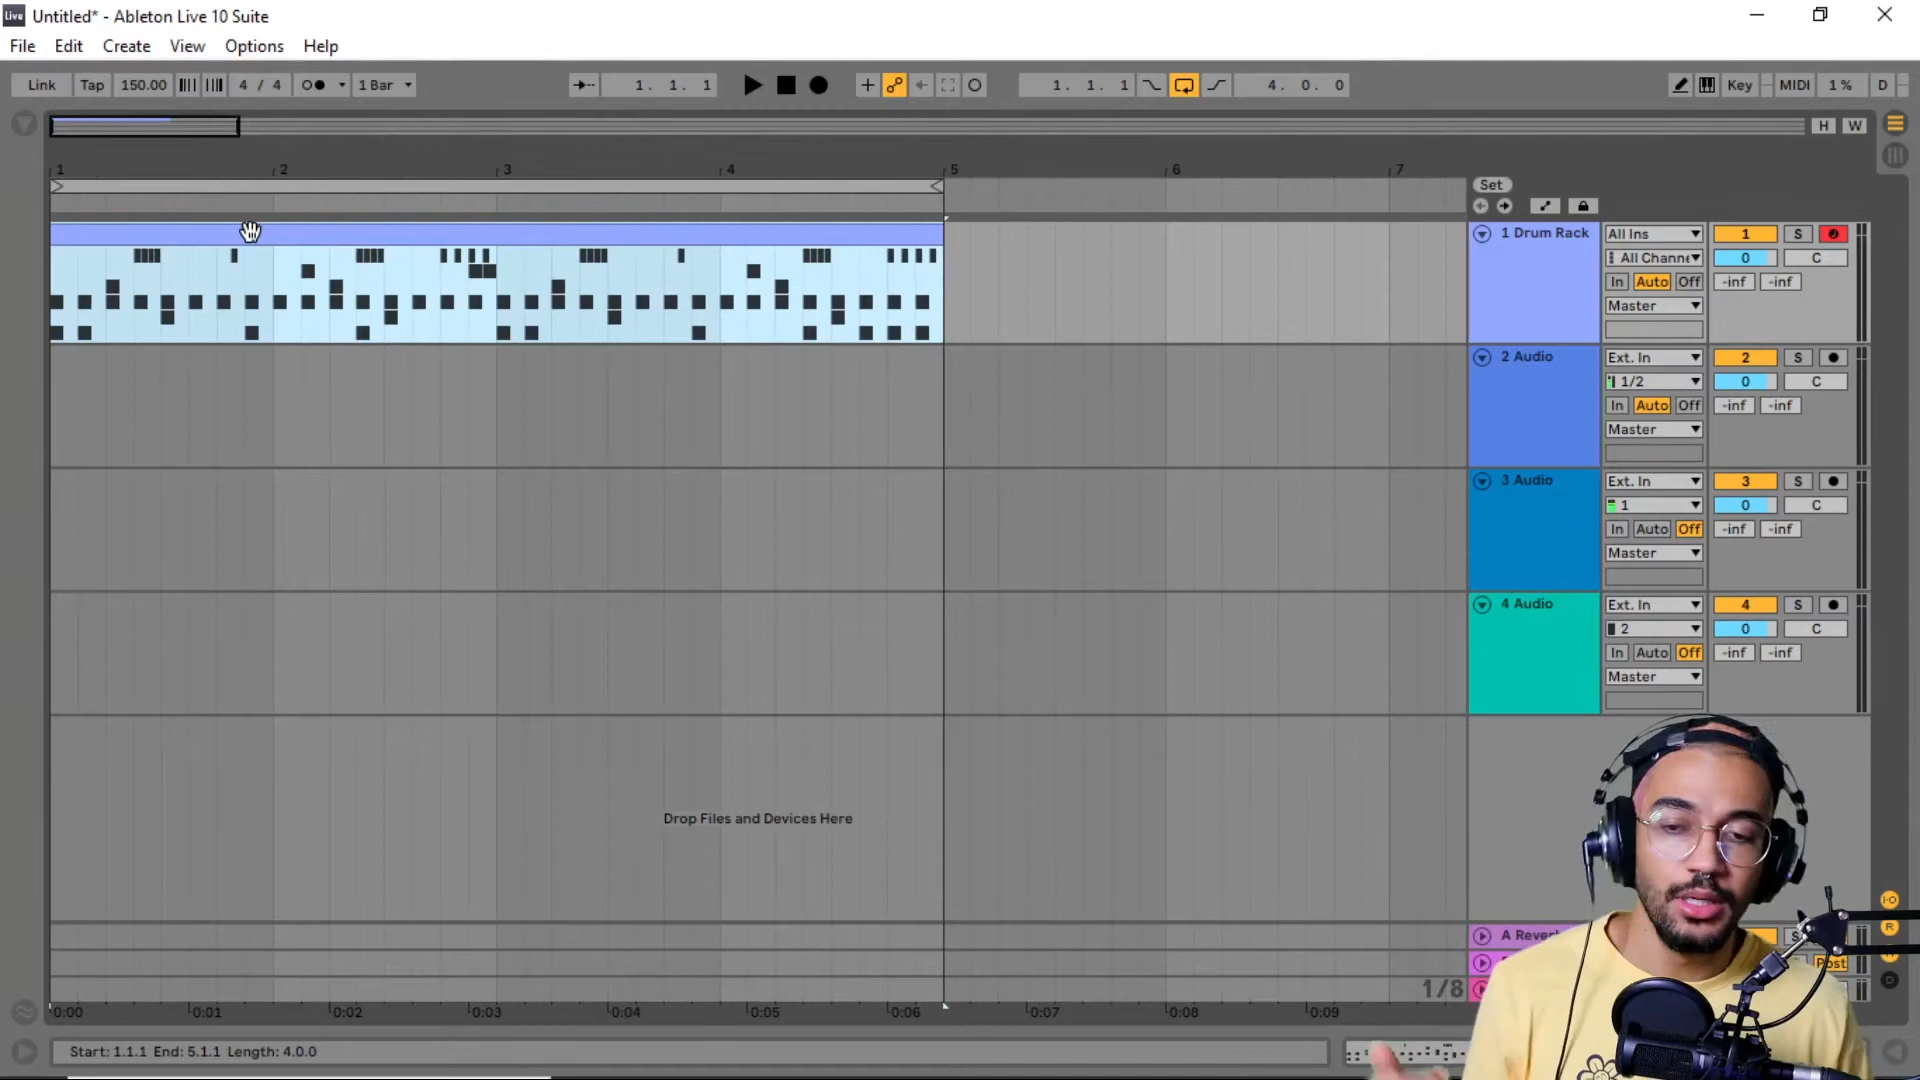 Live Untitled* - Ableton Live 10 Suite
File Edit Create View Options Help
Link Tap 150.00 4 / 4 1 Bar 1. 1. 1 1. 1. 1 4. 0. 0 Key MIDI 1 % D
H W
1 2 3 4 5 6 7
Set
1 Drum Rack All Ins 1 S
All Channe 0 C
In Auto Off -inf -inf
Master
2 Audio Ext. In 2 S
1/2 0 C
In Auto Off -inf -inf
Master
3 Audio Ext. In 3 S
1 0 C
In Auto Off -inf -inf
Master
4 Audio Ext. In 4 S
2 0 C
In Auto Off -inf -inf
Master
Drop Files and Devices Here
I·O
R
A Rever S
Post
D
1/8
0:00 0:01 0:02 0:03 0:04 0:05 0:06 0:07 0:08 0:09
Start: 1.1.1 End: 5.1.1 Length: 4.0.0